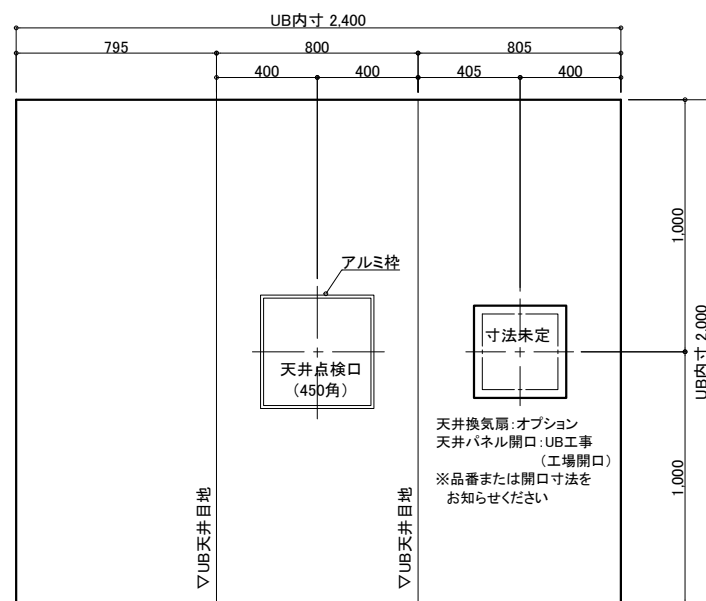 UB内寸 2,400
795
800
805
400
400
405
400
1,000
アルミ枠
寸法未定
天井点検口
(450角)
UB内寸 2,000
天井換気扇:オプション
天井パネル開口:UB工事
(工場開口)
※品番または開口寸法を
お知らせください
1,000
▽UB天井目地
▽UB天井目地